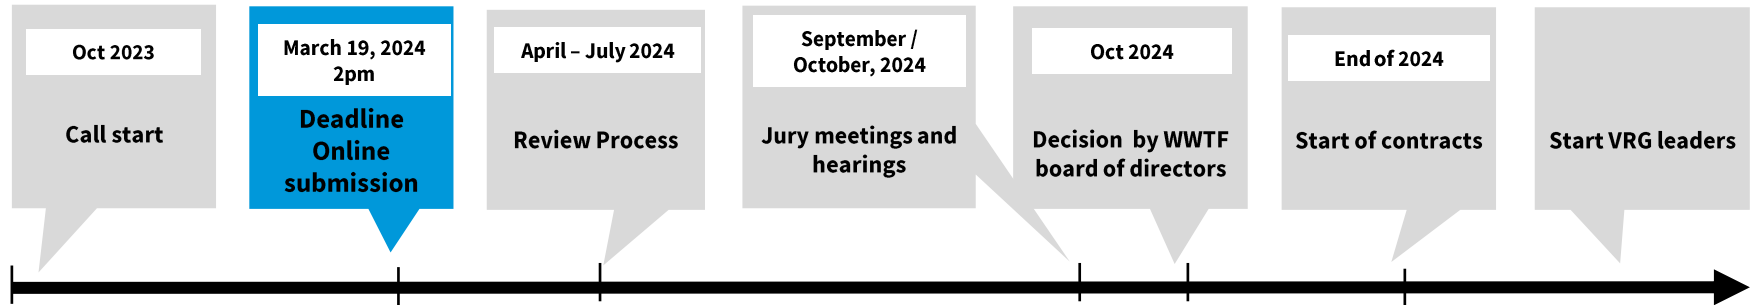 Oct 2023
Call start
March 19, 2024
2pm
Deadline
Online
submission
April – July 2024
Review Process
September /
October, 2024
Jury meetings and
hearings
Oct 2024
Decision by WWTF
board of directors
End of 2024
Start of contracts
Start VRG leaders